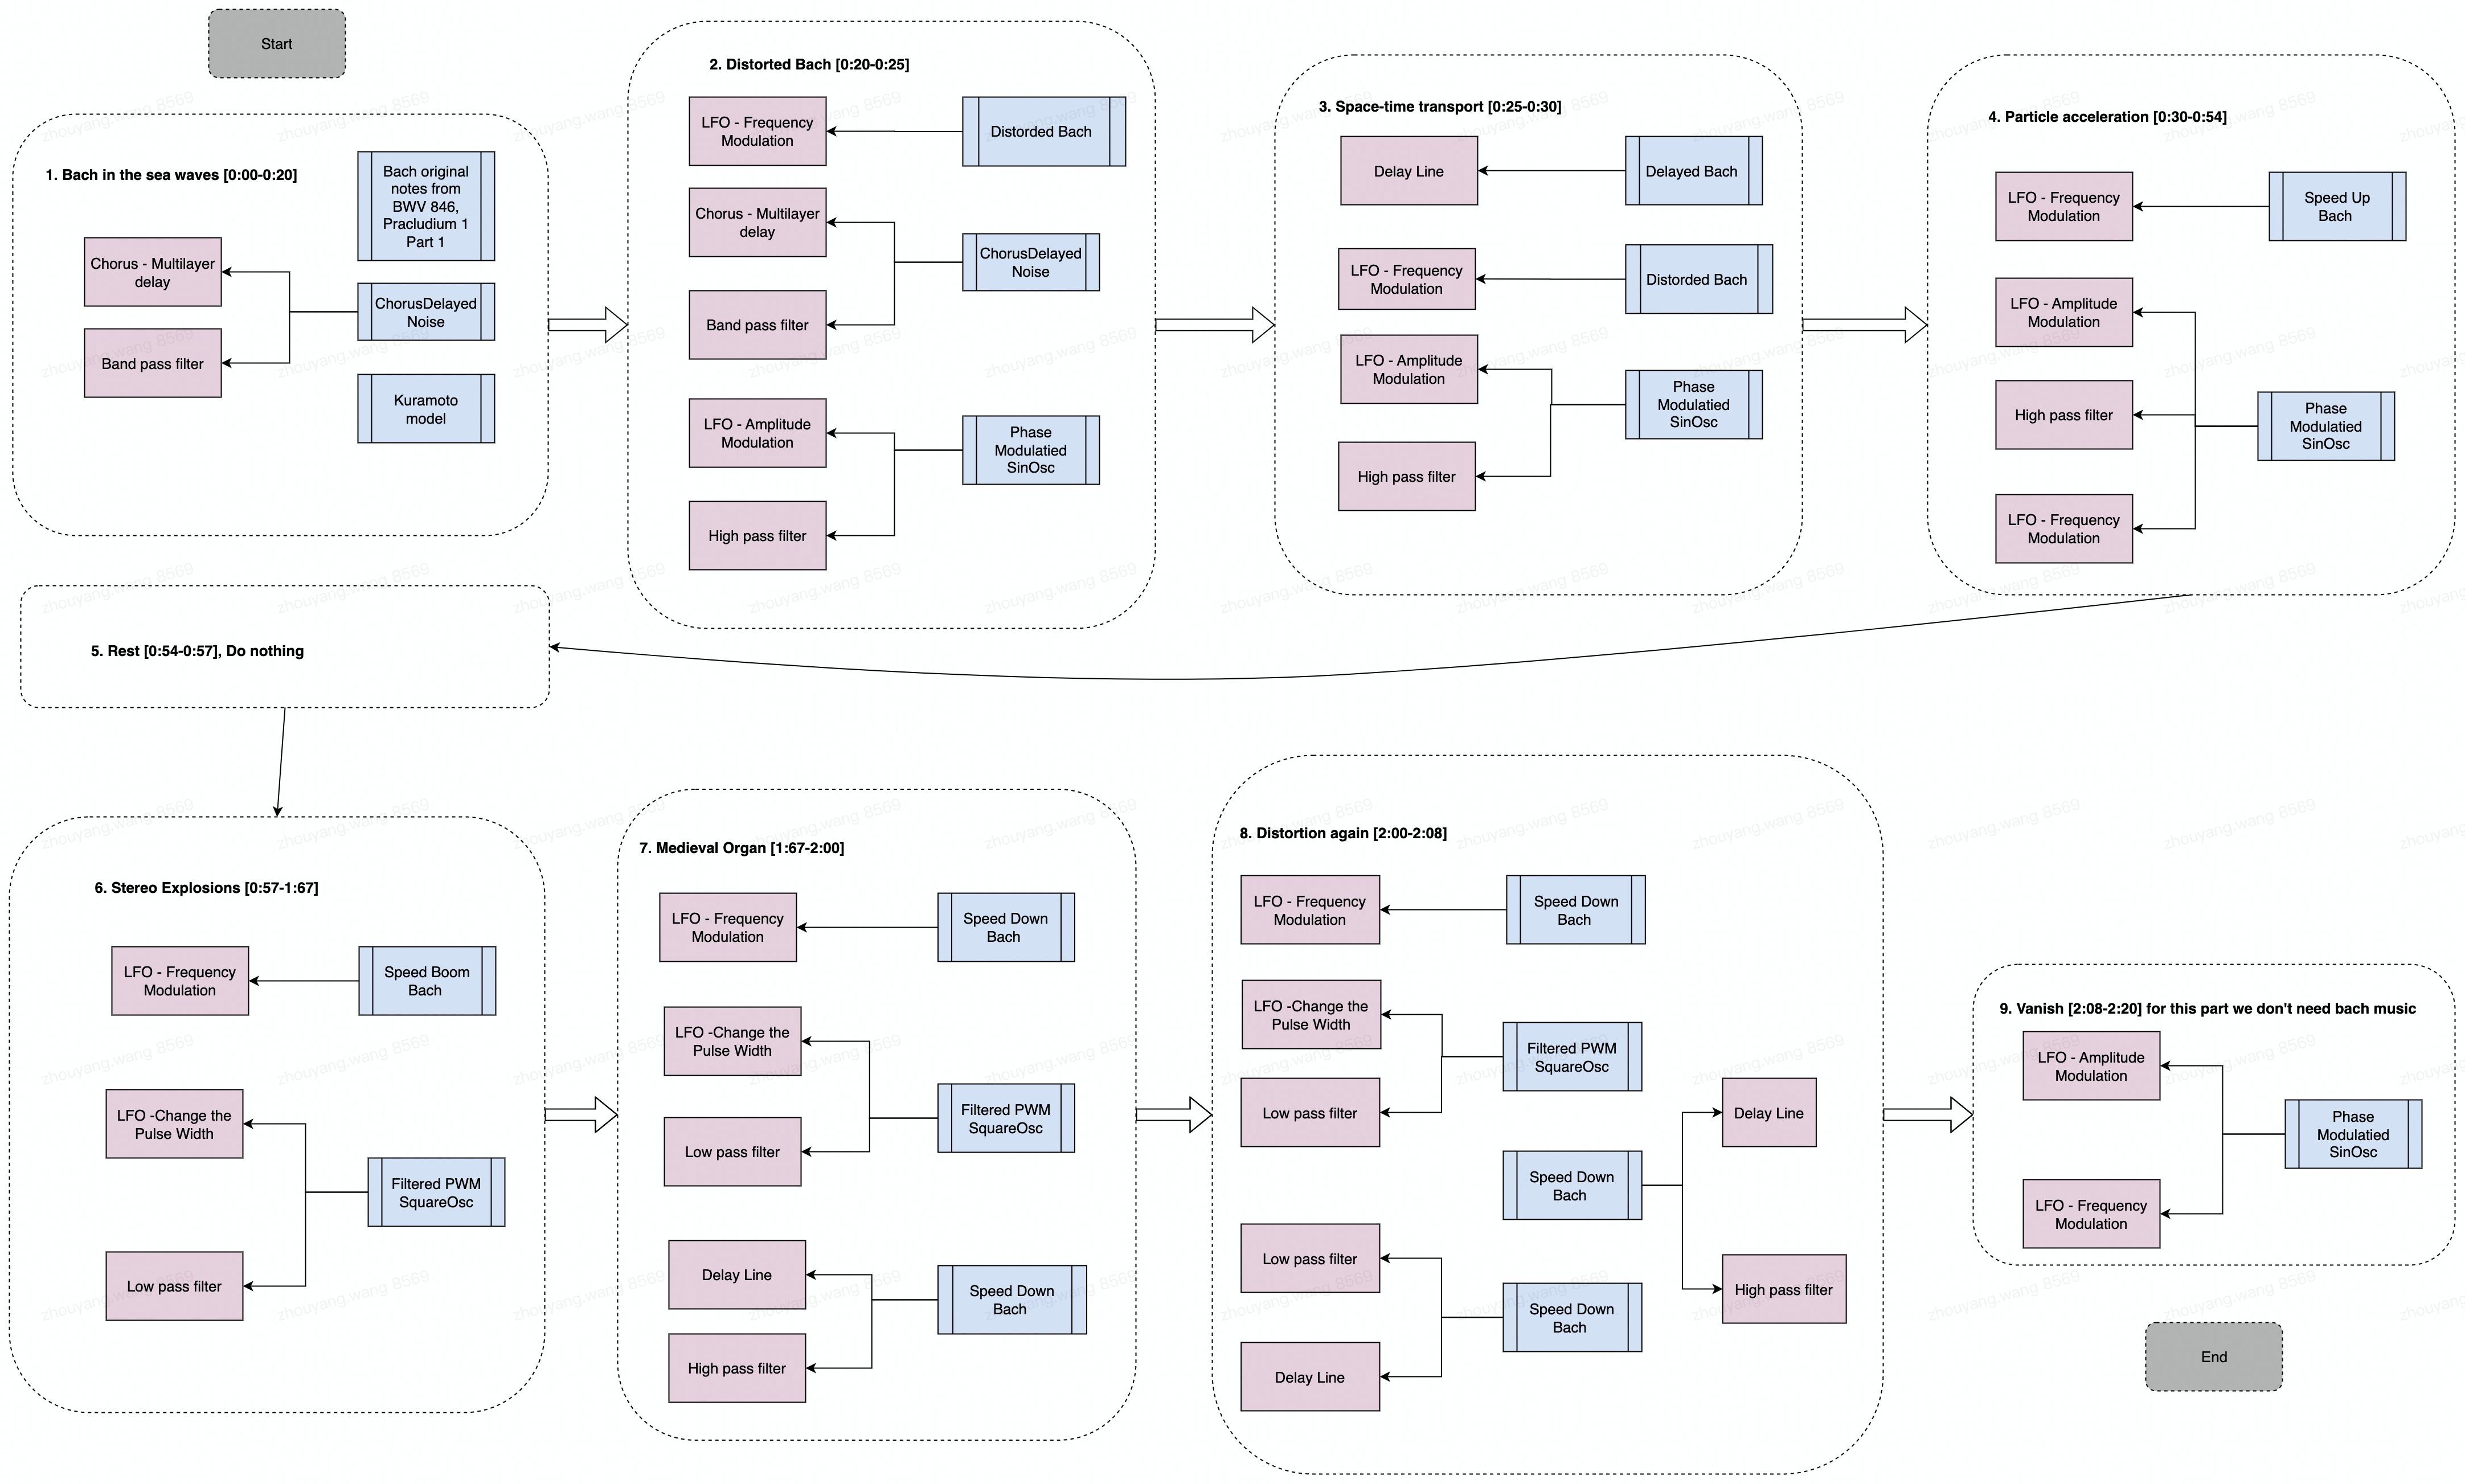 Start
1. Bach in the sea waves [0:00-0:20]
Bach original
notes from
BWV 846,
Pracludium 1
Part 1
Chorus - Multilayer
delay
ChorusDelayed
Noise
Band pass filter
Kuramoto
model
2. Distorted Bach [0:20-0:25]
LFO - Frequency
Modulation
Distorded Bach
Chorus - Multilayer
delay
ChorusDelayed
Noise
Band pass filter
LFO - Amplitude
Modulation
Phase
Modulatied
SinOsc
High pass filter
3. Space-time transport [0:25-0:30]
Delay Line
Delayed Bach
LFO - Frequency
Modulation
Distorded Bach
LFO - Amplitude
Modulation
Phase
Modulatied
SinOsc
High pass filter
4. Particle acceleration [0:30-0:54]
LFO - Frequency
Modulation
Speed Up
Bach
LFO - Amplitude
Modulation
High pass filter
Phase
Modulatied
SinOsc
LFO - Frequency
Modulation
5. Rest [0:54-0:57], Do nothing
6. Stereo Explosions [0:57-1:67]
LFO - Frequency
Modulation
Speed Boom
Bach
LFO -Change the
Pulse Width
Filtered PWM
SquareOsc
Low pass filter
7. Medieval Organ [1:67-2:00]
LFO - Frequency
Modulation
Speed Down
Bach
LFO -Change the
Pulse Width
Filtered PWM
SquareOsc
Low pass filter
Delay Line
Speed Down
Bach
High pass filter
8. Distortion again [2:00-2:08]
LFO - Frequency
Modulation
Speed Down
Bach
LFO -Change the
Pulse Width
Filtered PWM
SquareOsc
Low pass filter
Delay Line
Speed Down
Bach
Low pass filter
High pass filter
Speed Down
Bach
Delay Line
9. Vanish [2:08-2:20] for this part we don't need bach music
LFO - Amplitude
Modulation
Phase
Modulatied
SinOsc
LFO - Frequency
Modulation
End
zhouyang.wang 8569